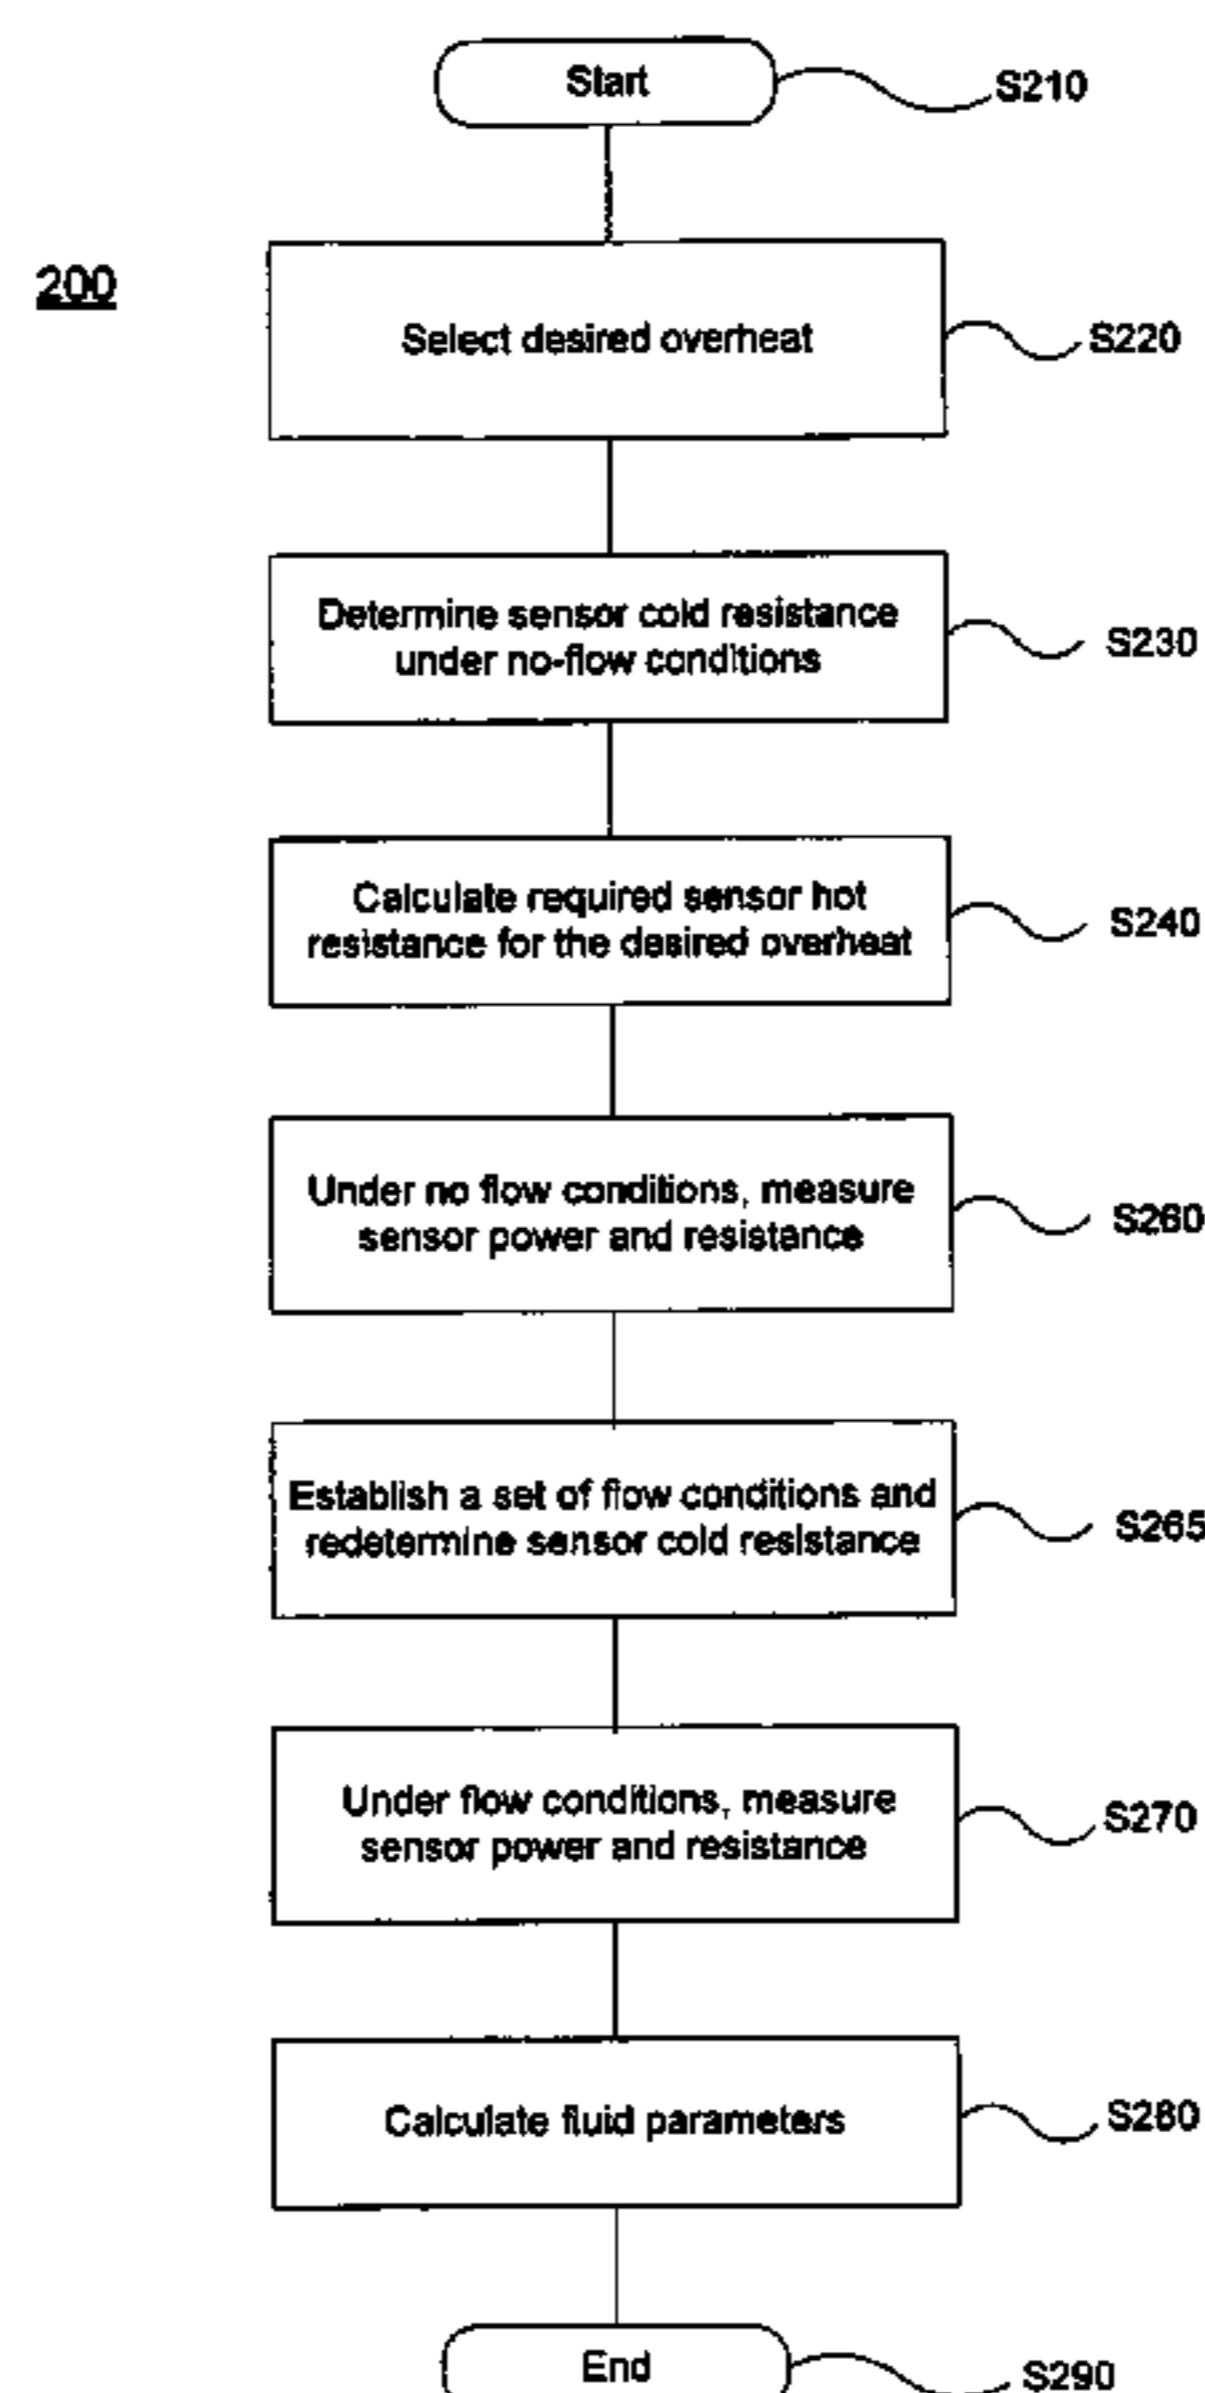 Start
S210
200
Select desired overheat
S220
Determine sensor cold resistance
under no-flow conditions
S230
Calculate required sensor hot
resistance for the desired overheat
S240
Under no flow conditions, measure
sensor power and resistance
S260
Establish a set of flow conditions and
redetermine sensor cold resistance
S265
Under flow conditions, measure
sensor power and resistance
S270
Calculate fluid parameters
S280
End
S290